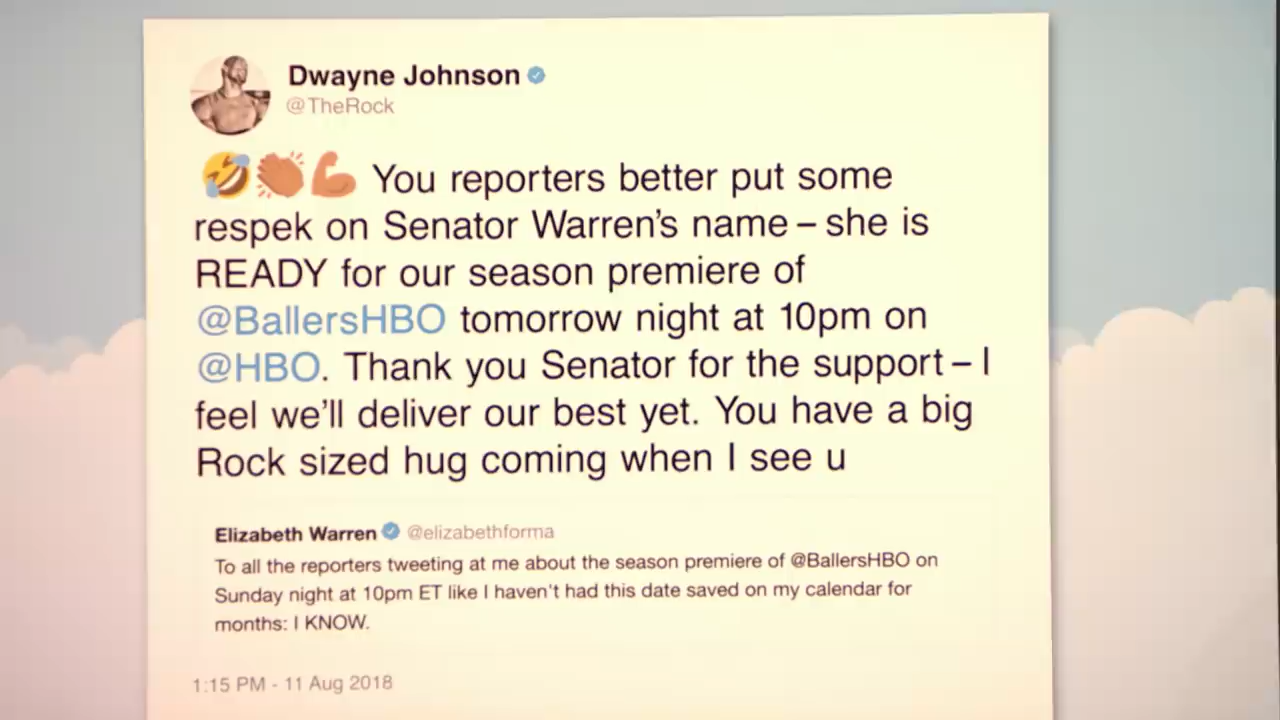 Dwayne Johnson
@TheRock
🤣👏💪 You reporters better put some
respek on Senator Warren’s name – she is
READY for our season premiere of
@BallersHBO tomorrow night at 10pm on
@HBO. Thank you Senator for the support – I
feel we’ll deliver our best yet. You have a big
Rock sized hug coming when I see u
Elizabeth Warren @elizabethforma
To all the reporters tweeting at me about the season premiere of @BallersHBO on
Sunday night at 10pm ET like I haven't had this date saved on my calendar for
months: I KNOW.
1:15 PM - 11 Aug 2018